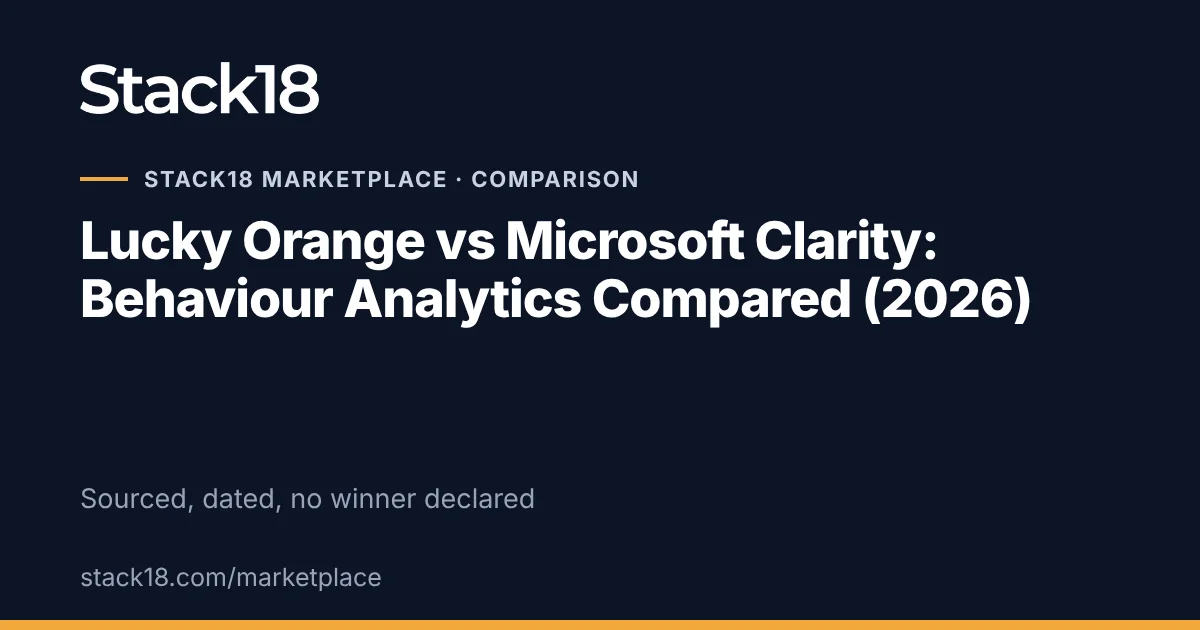 Stack18
STACK18 MARKETPLACE · COMPARISON
Lucky Orange vs Microsoft Clarity:
Behaviour Analytics Compared (2026)
Sourced, dated, no winner declared
stack18.com/marketplace